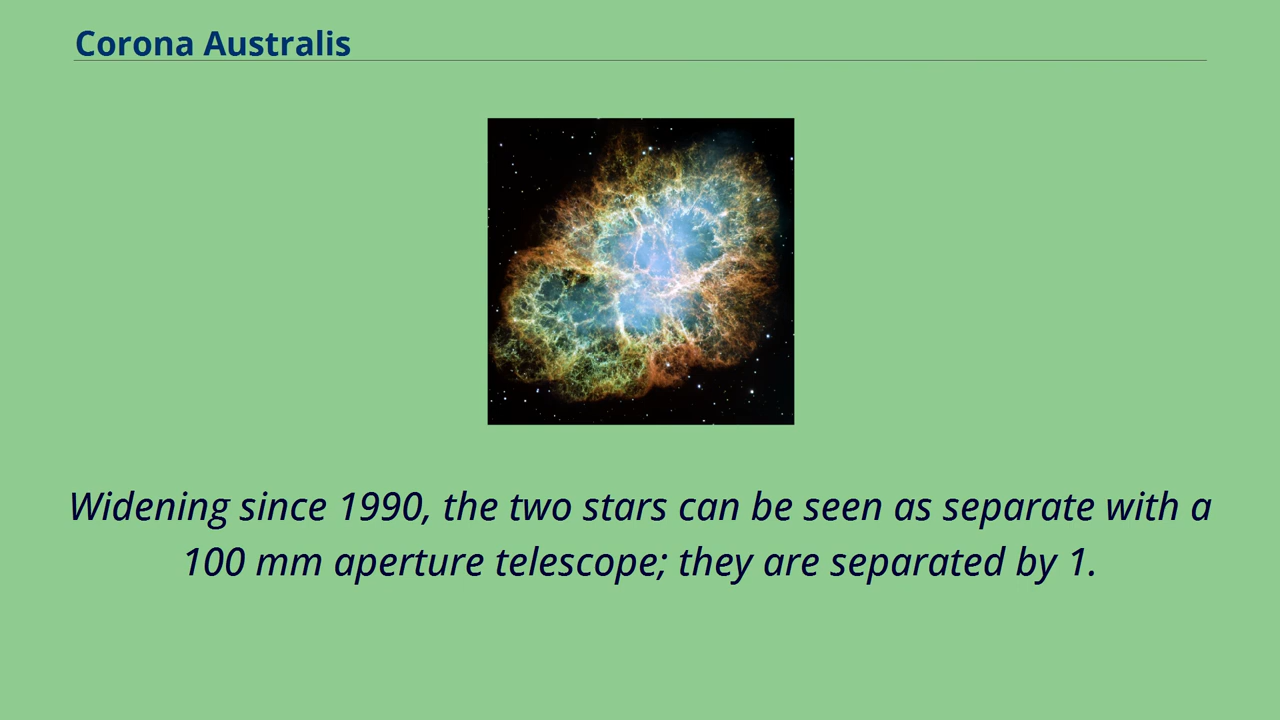 Corona Australis
Widening since 1990, the two stars can be seen as separate with a
100 mm aperture telescope; they are separated by 1.